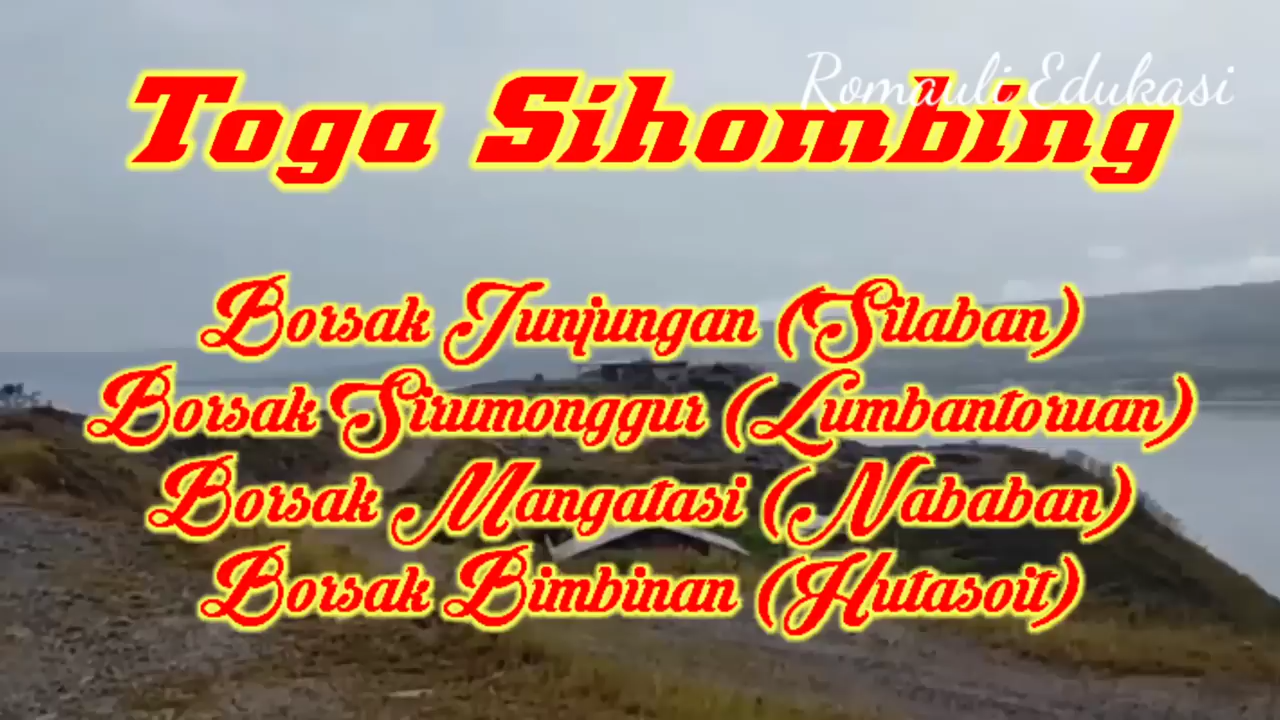 Romauli Edukasi
Toga Sihombing
Borsak Junjungan (Silaban)
Borsak Sirumonggur (Lumbantoruan)
Borsak Mangatasi (Nababan)
Borsak Bimbinan (Hutasoit)